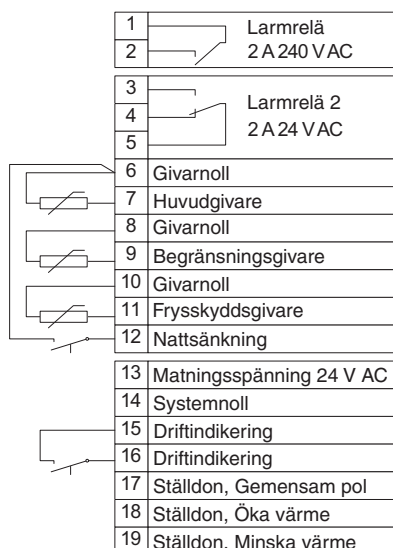 1 Larmrelä
2 2 A 240 V AC
3
4 Larmrelä 2
5 2 A 24 V AC
6 Givarnoll
7 Huvudgivare
8 Givarnoll
9 Begränsningsgivare
10 Givarnoll
11 Frysskyddsgivare
12 Nattsänkning
13 Matningsspänning 24 V AC
14 Systemnoll
15 Driftindikering
16 Driftindikering
17 Ställdon, Gemensam pol
18 Ställdon, Öka värme
19 Ställdon, Minska värme